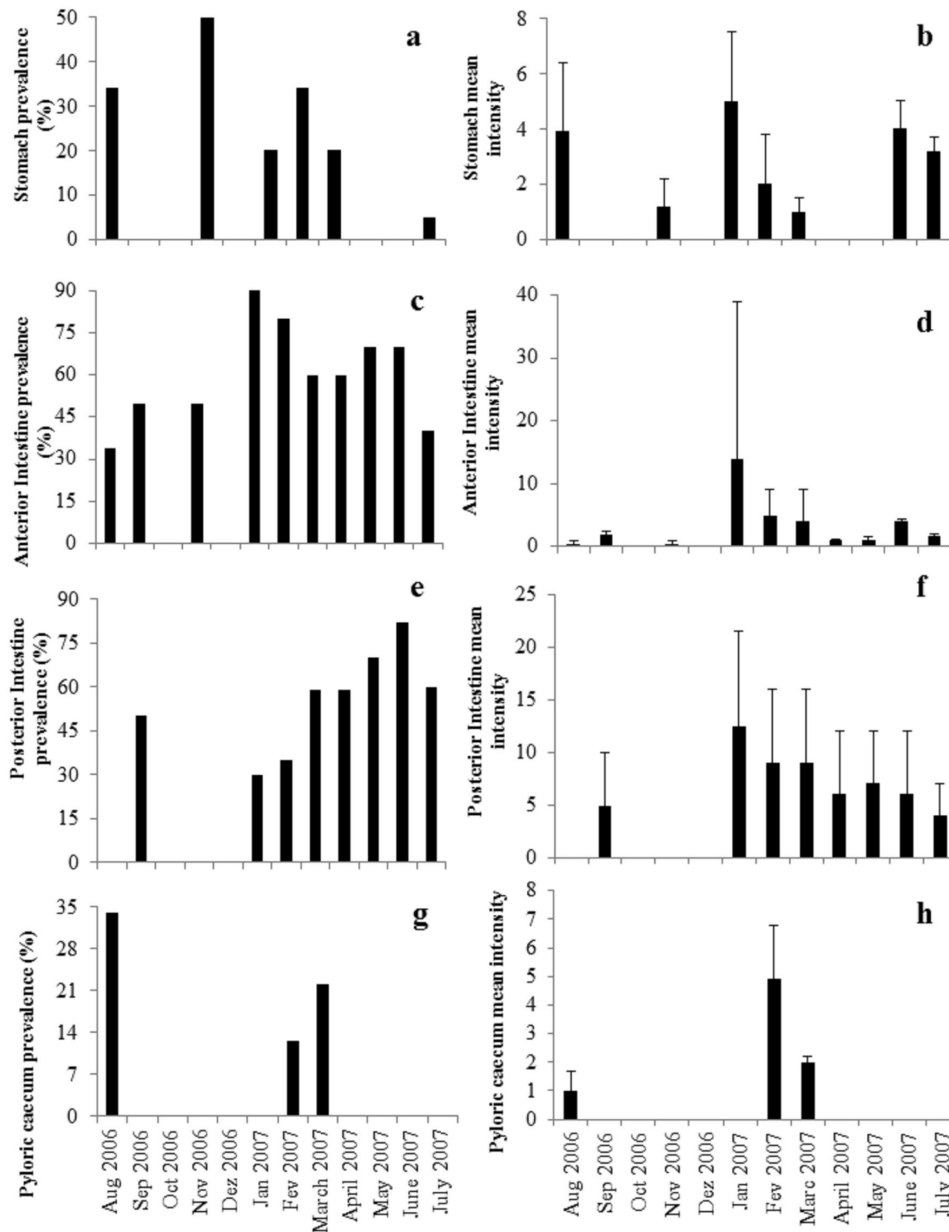 a
Stomach prevalence
(%)
50
40
30
20
10
0
b
Stomach mean
intensity
8
6
4
2
0
c
Anterior Intestine prevalence
(%)
90
75
60
45
30
15
0
d
Anterior Intestine mean
intensity
40
30
20
10
0
e
Posterior Intestine
prevalence (%)
90
75
60
45
30
15
0
f
Posterior Intestine mean
intensity
25
20
15
10
5
0
g
Pyloric caecum prevalence (%)
35
28
21
14
7
0
Aug 2006
Sep 2006
Oct 2006
Nov 2006
Dez 2006
Jan 2007
Fev 2007
March 2007
April 2007
May 2007
June 2007
July 2007
h
Pyloric caecum mean intensity
8
7
6
5
4
3
2
1
0
Aug 2006
Sep 2006
Oct 2006
Nov 2006
Dez 2006
Jan 2007
Fev 2007
Marc 2007
April 2007
May 2007
June 2007
July 2007